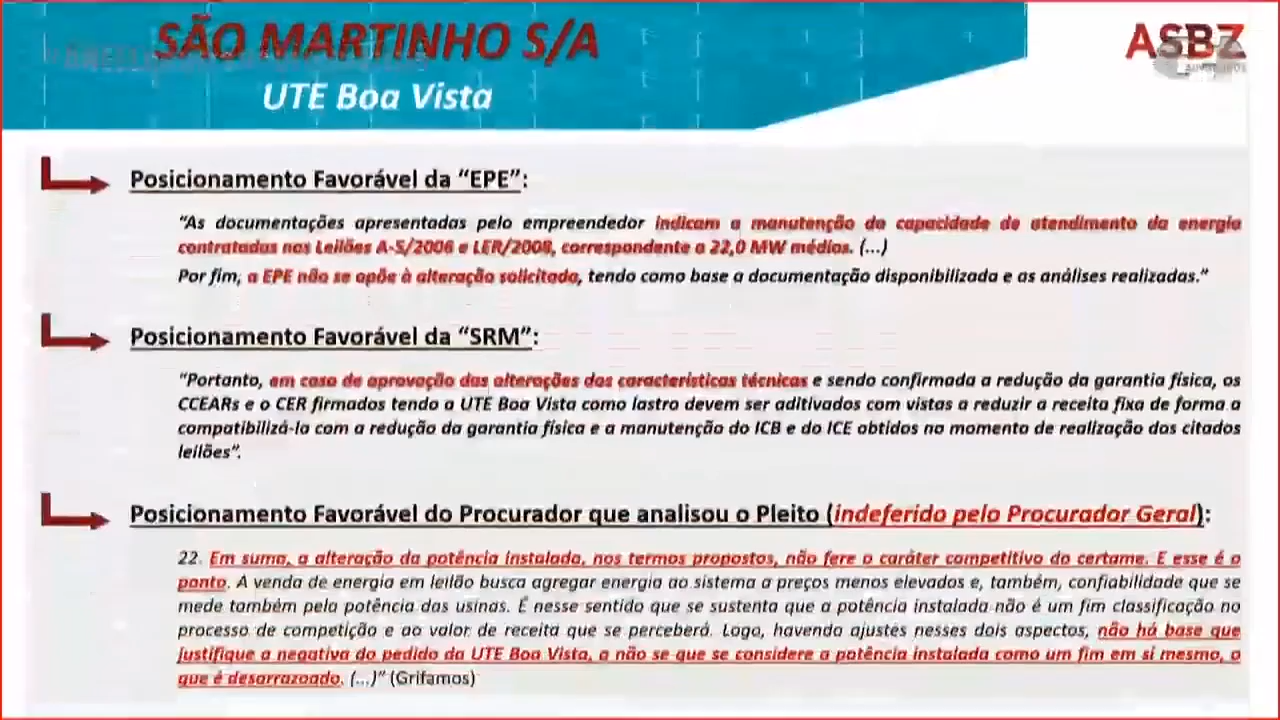 SÃO MARTINHO S/A
ASBZ
UTE Boa Vista
Posicionamento Favorável da “EPE”:
“As documentações apresentadas pelo empreendedor indicam a manutenção da capacidade de atendimento da energia
contratadas nos Leilões A-5/2006 e LER/2008, correspondente a 22,0 MW médios. (...)
Por fim, a EPE não se opõe à alteração solicitada, tendo como base a documentação disponibilizada e as análises realizadas.”
Posicionamento Favorável da “SRM”:
“Portanto, em caso de aprovação das alterações das características técnicas e sendo confirmada a redução da garantia física, os
CCEARs e o CER firmados tendo a UTE Boa Vista como lastro devem ser aditivados com vistas a reduzir a receita fixa de forma a
compatibilizá-la com a redução da garantia física e a manutenção do ICB e do ICE obtidos no momento de realização dos citados
leilões”.
Posicionamento Favorável do Procurador que analisou o Pleito (indeferido pelo Procurador Geral):
22. Em suma, a alteração da potência instalada, nos termos propostos, não fere o caráter competitivo do certame. E esse é o
ponto. A venda de energia em leilão busca agregar energia ao sistema a preços menos elevados e, também, confiabilidade que se
mede também pela potência das usinas. É nesse sentido que se sustenta que a potência instalada não é um fim classificação no
processo de competição e ao valor de receita que se perceberá. Logo, havendo ajustes nesses dois aspectos, não há base que
justifique a negativa do pedido da UTE Boa Vista, a não se que se considere a potência instalada como um fim em si mesmo, o
que é desarrazoado. (...)” (Grifamos)